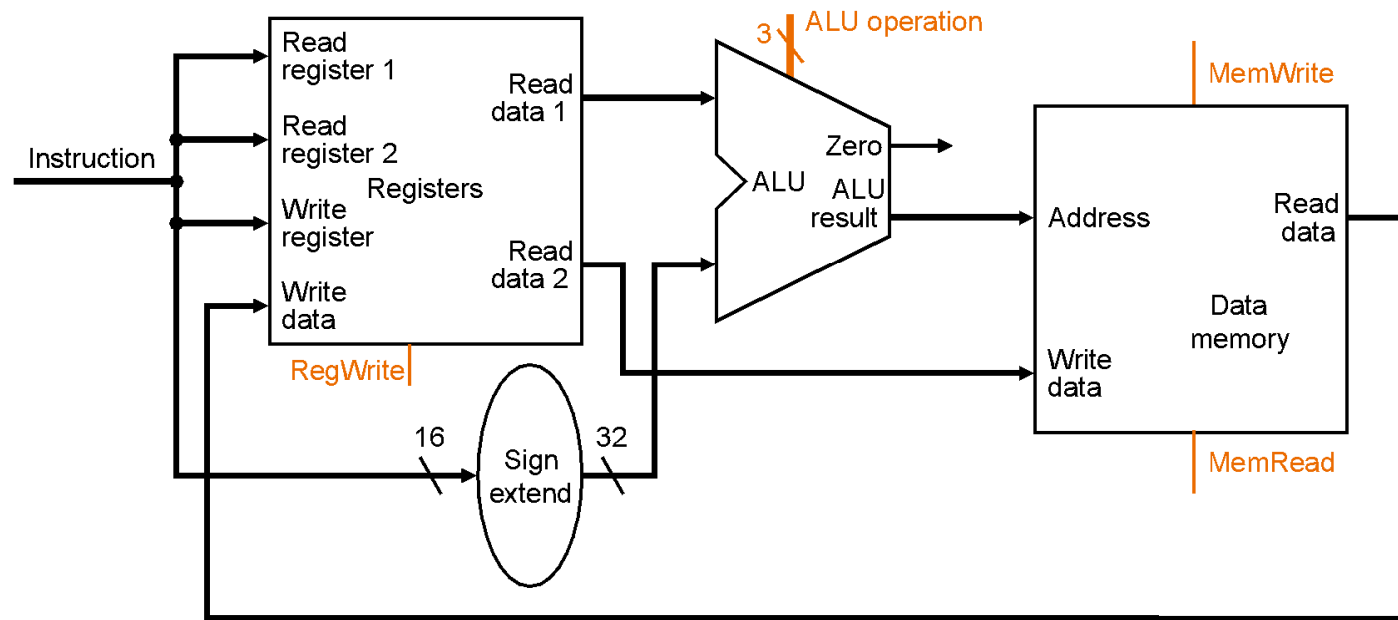 Instruction
Read
register 1
Read
register 2
Registers
Write
register
Write
data
Read
data 1
Read
data 2
RegWrite
16
Sign
extend
32
3
ALU operation
ALU
Zero
ALU
result
MemWrite
Address
Read
data
Data
memory
Write
data
MemRead